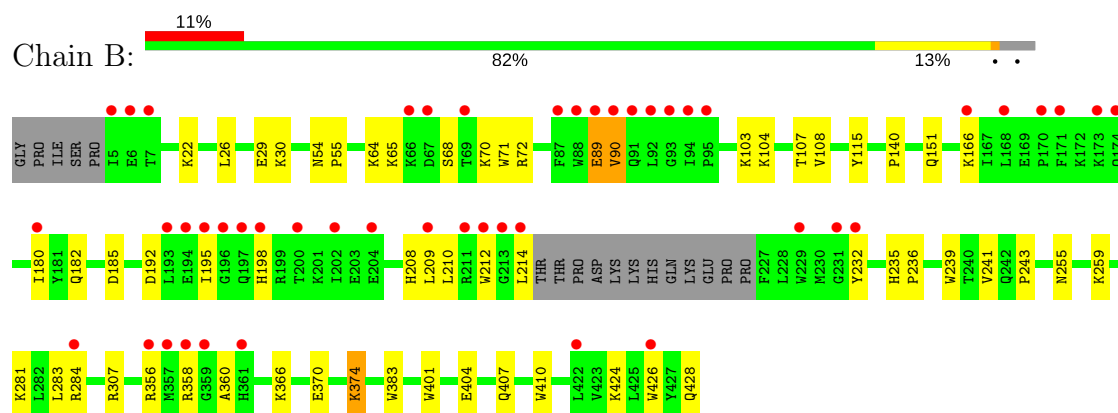 11%
Chain B:
82% 13% • •
GLY PRO ILE SER PRO I5 E6 T7 K22 L26 E29 K30 N54 P55 K64 K65 K66 D67 S68 T69 K70 W71 R72 F87 W88 E89 V90 Q91 L92 G93 I94 P95 K103 K104 T107 V108 Y115 P140 Q151 K166 I167 L168 E169 P170 F171 K172 K173 Q174
I180 Y181 Q182 D185 D192 L193 E194 I195 G196 Q197 H198 R199 T200 K201 I202 E203 E204 H208 L209 L210 R211 W212 G213 L214 THR THR PRO ASP LYS LYS HIS GLN LYS GLU PRO PRO F227 L228 W229 M230 G231 Y232 H235 P236 W239 T240 V241 Q242 P243 N255 K259
K281 L282 L283 R284 R307 R356 M357 R358 G359 A360 H361 K366 E370 K374 W383 W401 E404 Q407 W410 L422 V423 K424 L425 W426 Y427 Q428